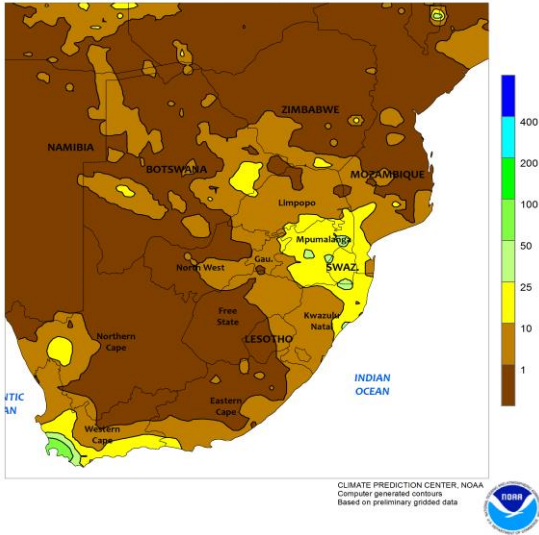 ZIMBABWE
NAMIBIA
BOTSWANA
MOZAMBIQUE
Limpopo
Mpumalanga
North West
Gau.
SWAZ.
Free
State
Kwazulu
Natal
LESOTHO
Northern
Cape
Eastern
Cape
Western
Cape
INDIAN
OCEAN
NTIC
AN
400
200
100
50
25
10
1
CLIMATE PREDICTION CENTER, NOAA
Computer generated contours
Based on preliminary gridded data
NOAA